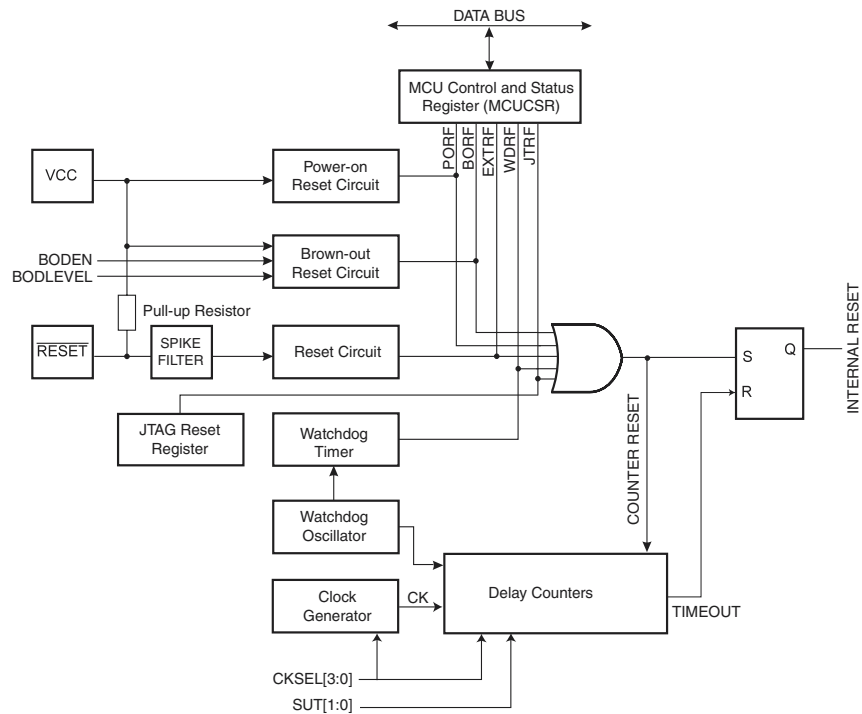 DATA BUS
MCU Control and Status
Register (MCUCSR)
PORF
BORF
EXTRF
WDRF
JTRF
VCC
Power-on
Reset Circuit
BODEN
BODLEVEL
Brown-out
Reset Circuit
Pull-up Resistor
RESET
SPIKE
FILTER
Reset Circuit
JTAG Reset
Register
Watchdog
Timer
Watchdog
Oscillator
Clock
Generator
CK
Delay Counters
COUNTER RESET
TIMEOUT
S
R
Q
INTERNAL RESET
CKSEL[3:0]
SUT[1:0]